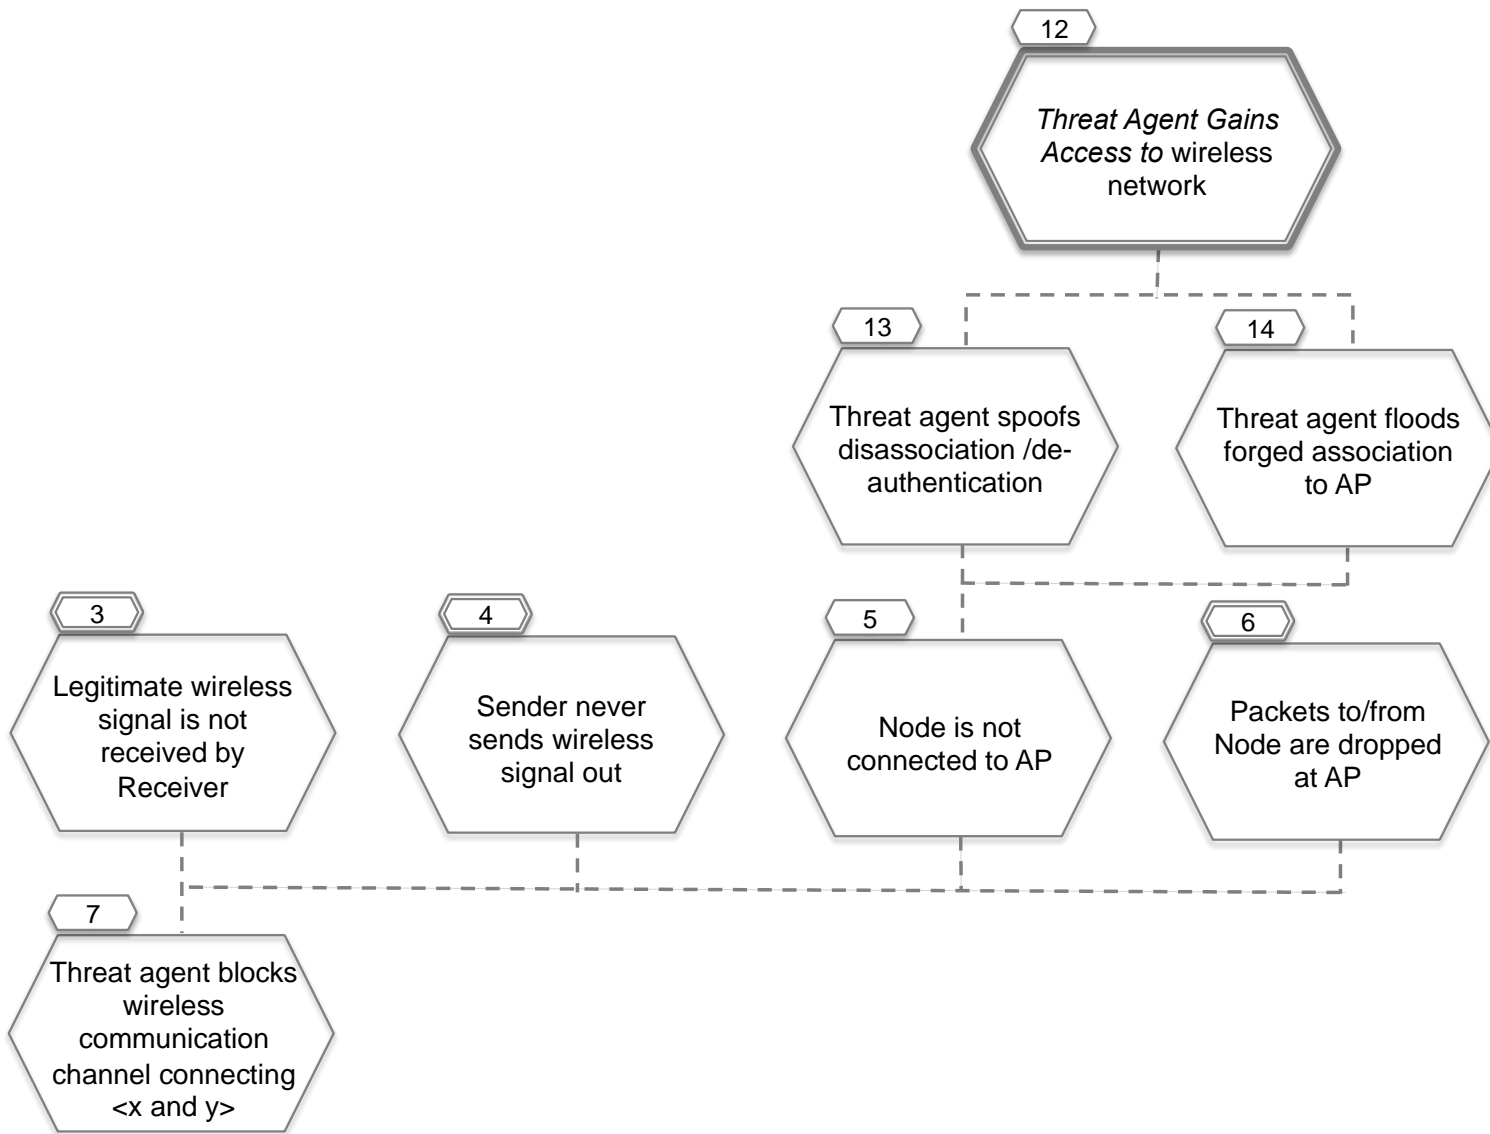 12
Threat Agent Gains
Access to wireless
network
13
Threat agent spoofs
disassociation /de-
authentication
14
Threat agent floods
forged association
to AP
3
Legitimate wireless
signal is not
received by
Receiver
4
Sender never
sends wireless
signal out
5
Node is not
connected to AP
6
Packets to/from
Node are dropped
at AP
7
Threat agent blocks
wireless
communication
channel connecting
<x and y>